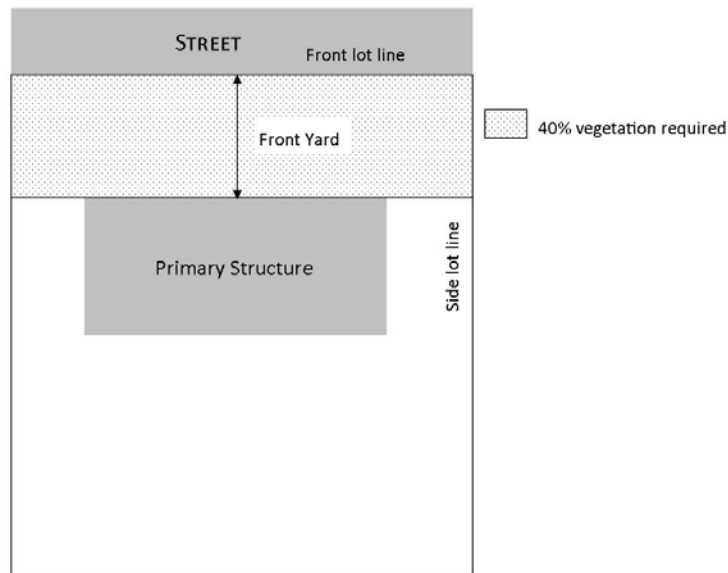 STREET
Front lot line
Front Yard
40% vegetation required
Primary Structure
Side lot line